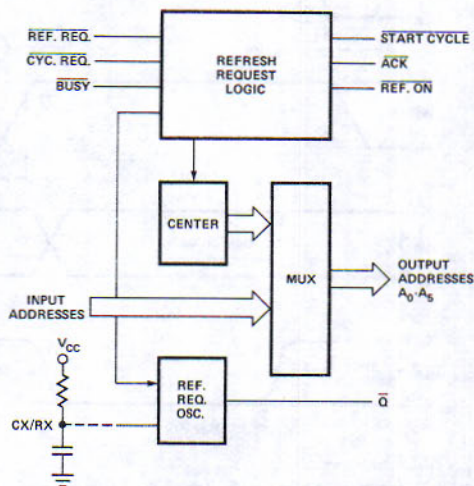 REF. REQ.
CYC. REQ.
BUSY
REFRESH
REQUEST
LOGIC
START CYCLE
ACK
REF. ON
CENTER
MUX
INPUT
ADDRESSES
OUTPUT
ADDRESSES
A0-A5
VCC
CX/RX
REF.
REQ.
OSC.
Q